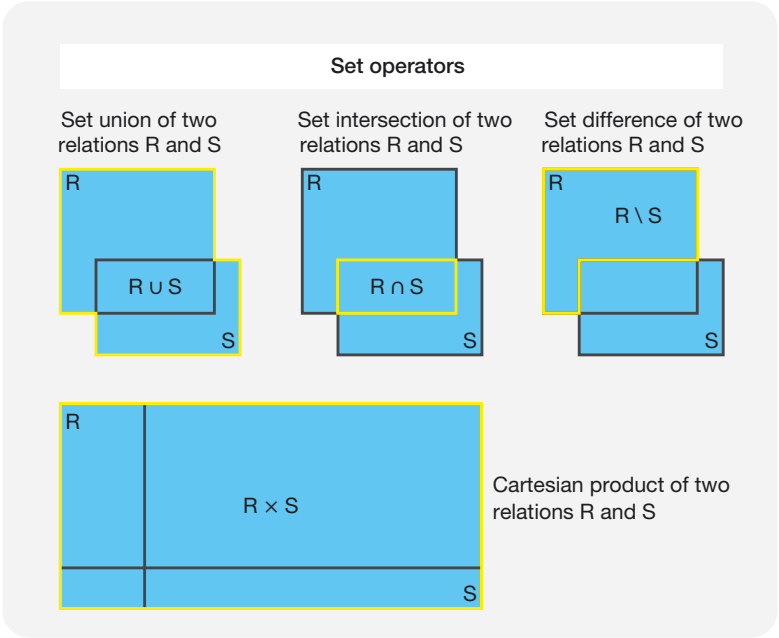 Set operators
Set union of two
relations R and S
Set intersection of two
relations R and S
Set difference of two
relations R and S
R
R ∪ S
S
R
R ∩ S
S
R
R \ S
S
R
R × S
S
Cartesian product of two
relations R and S